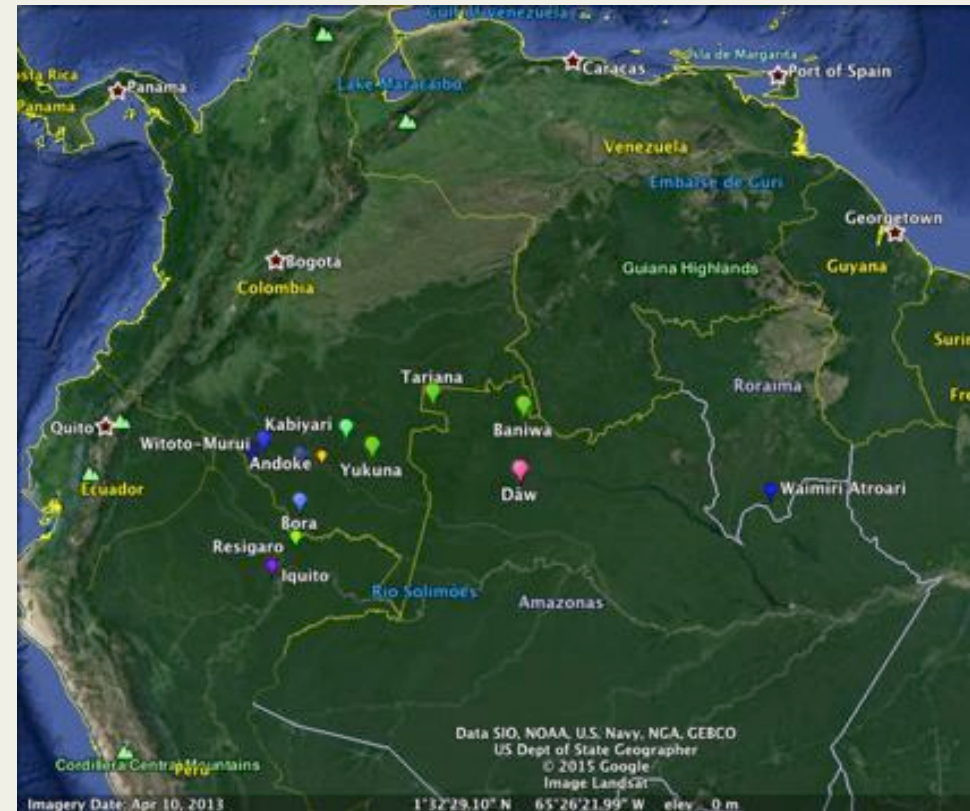 Gulf of Venezuela
Isla de Margarita
Caracas
Port of Spain
Costa Rica
Panama
Panama
Lake Maracaibo
Venezuela
Embalse de Guri
Georgetown
Bogota
Colombia
Guiana Highlands
Guyana
Surin
Tariana
Roraima
Fre
Quito
Witoto-Murui
Kabiyari
Baniwa
Andoke
Yukuna
Ecuador
Dâw
Waimiri Atroari
Bora
Resigaro
Iquito
Rio Solimões
Amazonas
Data SIO, NOAA, U.S. Navy, NGA, GEBCO
US Dept of State Geographer
© 2015 Google
Image Landsat
Cordillera Central Mountains
Peru
Imagery Date: Apr 10, 2013 1°32'29.10" N 65°26'21.99" W elev 0 m